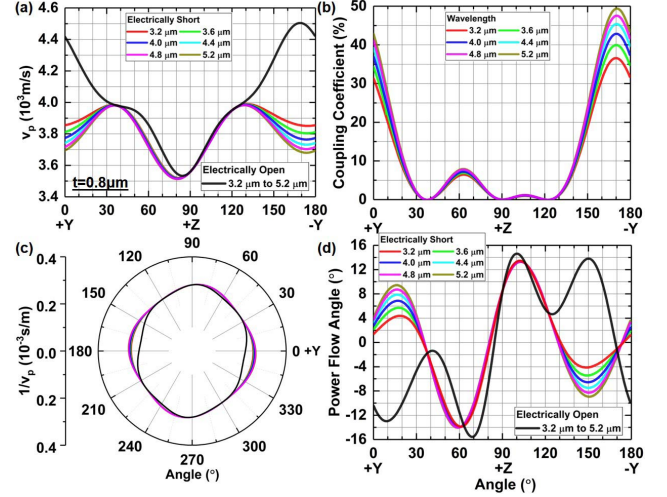 (a)
Electrically Short
3.2 μm 3.6 μm
4.0 μm 4.4 μm
4.8 μm 5.2 μm
4.6
4.4
4.2
4.0
3.8
3.6
3.4
vp (10³m/s)
t=0.8μm
Electrically Open
3.2 μm to 5.2 μm
0 30 60 90 120 150 180
+Y +Z -Y
(b)
Wavelength
3.2 μm 3.6 μm
4.0 μm 4.4 μm
4.8 μm 5.2 μm
50
45
40
35
30
25
20
15
10
5
0
Coupling Coefficient (%)
0 30 60 90 120 150 180
+Y +Z -Y
(c)
0.4
0.2
0.0
0.2
0.4
1/vp (10⁻³s/m)
90
120 60
150 30
180 0 +Y
210 330
240 300
270
Angle (°)
(d)
Electrically Short
3.2 μm 3.6 μm
4.0 μm 4.4 μm
4.8 μm 5.2 μm
16
12
8
4
0
-4
-8
-12
-16
Power Flow Angle (°)
Electrically Open
3.2 μm to 5.2 μm
0 30 60 90 120 150 180
+Y +Z -Y
Angle (°)